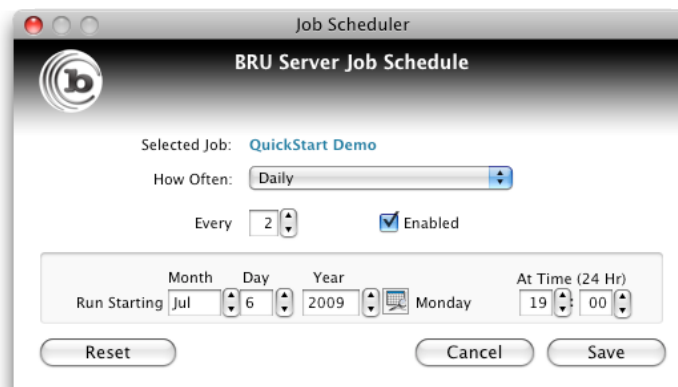 Job Scheduler
b
BRU Server Job Schedule
Selected Job: QuickStart Demo
How Often: Daily
Every 2 Enabled
Month Day Year At Time (24 Hr)
Run Starting Jul 6 2009 Monday 19 : 00
Reset Cancel Save